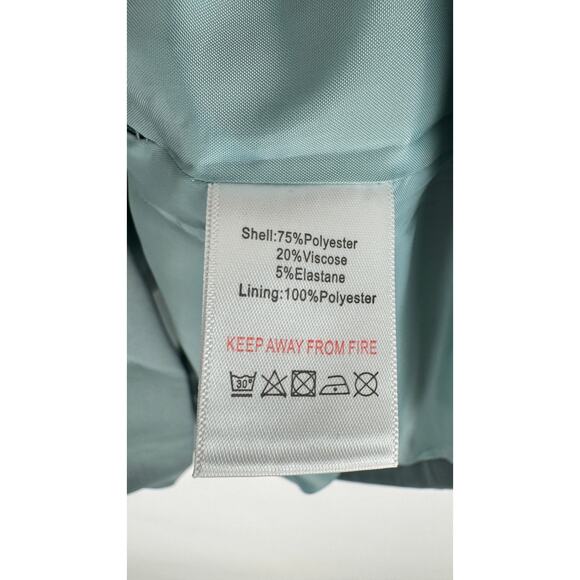 Shell:75%Polyester
20%Viscose
5%Elastane
Lining:100%Polyester
KEEP AWAY FROM FIRE
30°